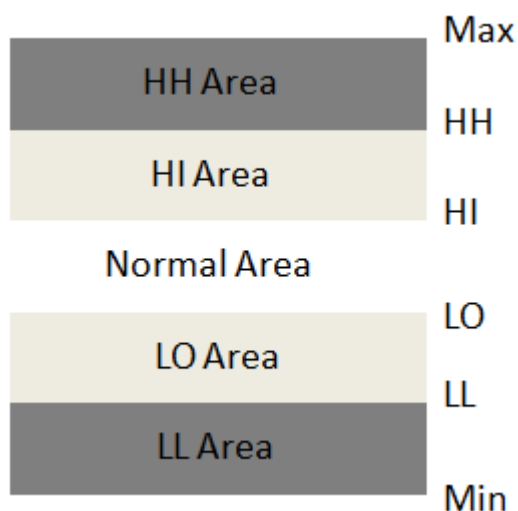 Max
HH Area
HH
HI Area
HI
Normal Area
LO
LO Area
LL
LL Area
Min